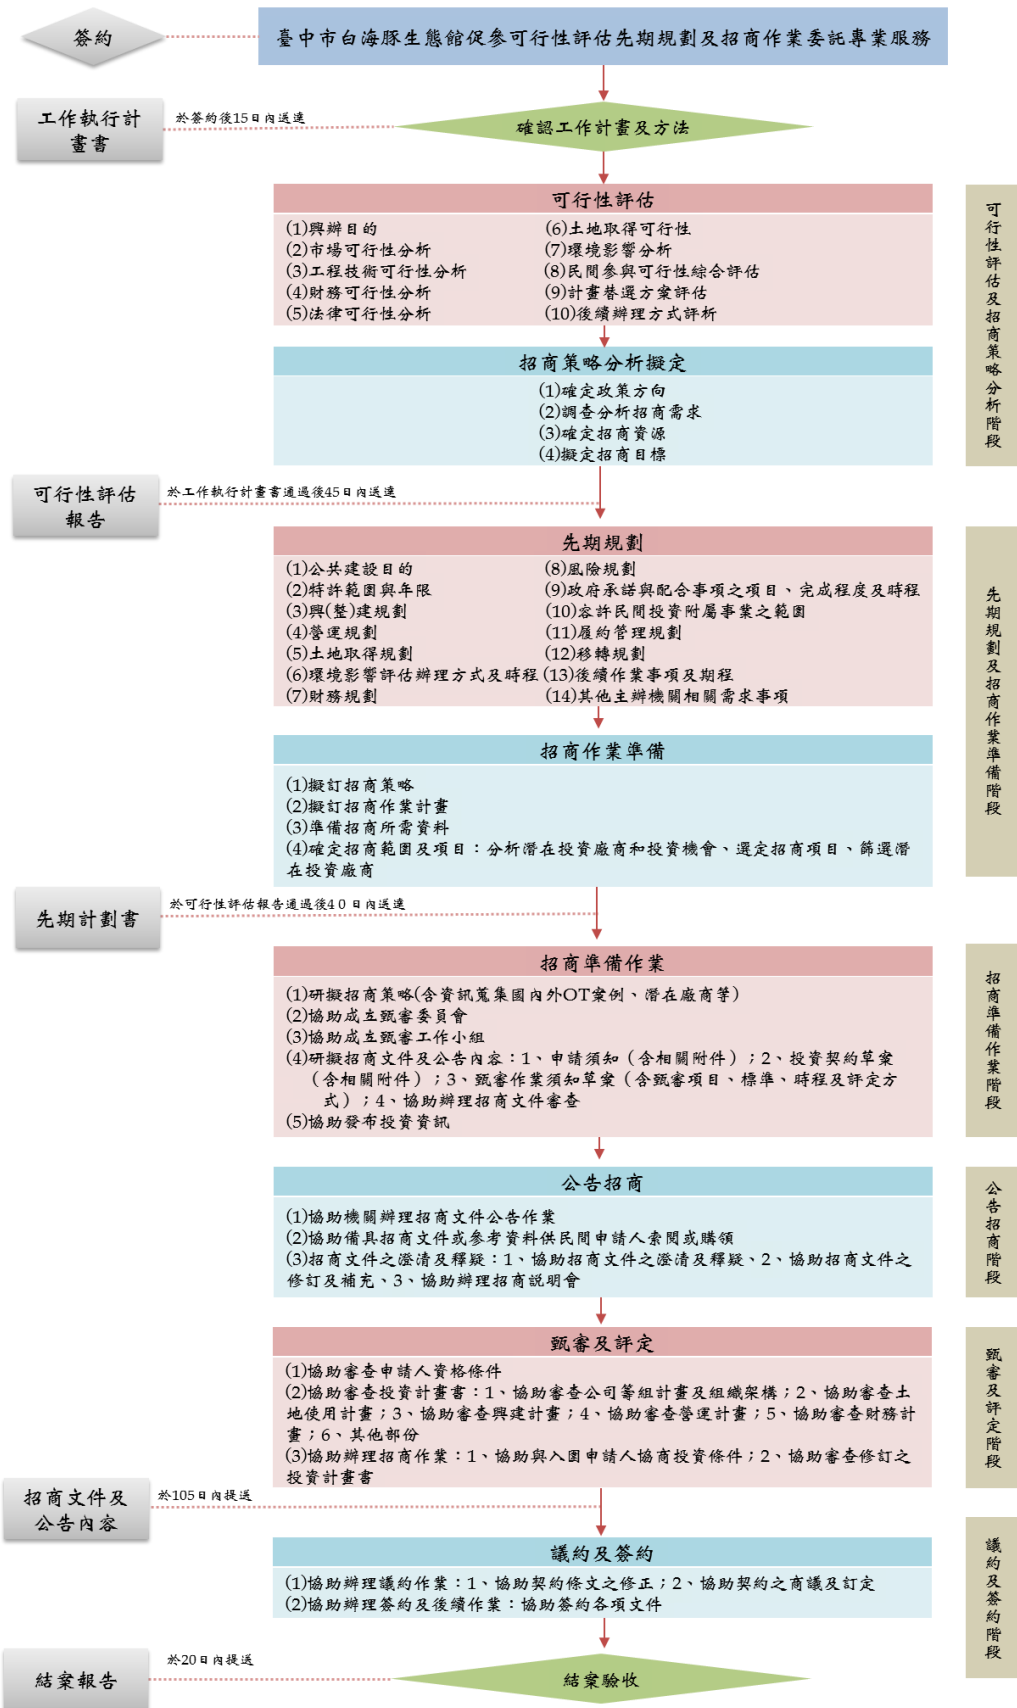 簽約
臺中市白海豚生態館促參可行性評估先期規劃及招商作業委託專業服務
工作執行計
畫書
於簽約後15日內送達
確認工作計畫及方法
可行性評估
(1)興辦目的
(2)市場可行性分析
(3)工程技術可行性分析
(4)財務可行性分析
(5)法律可行性分析
(6)土地取得可行性
(7)環境影響分析
(8)民間參與可行性綜合評估
(9)計畫替選方案評估
(10)後續辦理方式評析
招商策略分析擬定
(1)確定政策方向
(2)調查分析招商需求
(3)確定招商資源
(4)擬定招商目標
可行性評估及招商策略分析階段
可行性評估
報告
於工作執行計畫書通過後45日內送達
先期規劃
(1)公共建設目的
(2)特許範圍與年限
(3)興(整)建規劃
(4)營運規劃
(5)土地取得規劃
(6)環境影響評估辦理方式及時程
(7)財務規劃
(8)風險規劃
(9)政府承諾與配合事項之項目、完成程度及時程
(10)容許民間投資附屬事業之範圍
(11)履約管理規劃
(12)移轉規劃
(13)後續作業事項及期程
(14)其他主辦機關相關需求事項
招商作業準備
(1)擬訂招商策略
(2)擬訂招商作業計畫
(3)準備招商所需資料
(4)確定招商範圍及項目：分析潛在投資廠商和投資機會、選定招商項目、篩選潛
在投資廠商
先期規劃及招商作業準備階段
先期計劃書
於可行性評估報告通過後40日內送達
招商準備作業
(1)研擬招商策略(含資訊蒐集國內外OT案例、潛在廠商等)
(2)協助成立甄審委員會
(3)協助成立甄審工作小組
(4)研擬招商文件及公告內容：1、申請須知（含相關附件）；2、投資契約草案
（含相關附件）；3、甄審作業須知草案（含甄審項目、標準、時程及評定方
式）；4、協助辦理招商文件審查
(5)協助發布投資資訊
招商準備作業階段
公告招商
(1)協助機關辦理招商文件公告作業
(2)協助備具招商文件或參考資料供民間申請人索閱或購領
(3)招商文件之澄清及釋疑：1、協助招商文件之澄清及釋疑、2、協助招商文件之
修訂及補充、3、協助辦理招商說明會
公告招商階段
甄審及評定
(1)協助審查申請人資格條件
(2)協助審查投資計畫書：1、協助審查公司籌組計畫及組織架構；2、協助審查土
地使用計畫；3、協助審查興建計畫；4、協助審查營運計畫；5、協助審查財務計
畫；6、其他部份
(3)協助辦理招商作業：1、協助與入圍申請人協商投資條件；2、協助審查修訂之
投資計畫書
甄審及評定階段
招商文件及
公告內容
於105日內提送
議約及簽約
(1)協助辦理議約作業：1、協助契約條文之修正；2、協助契約之商議及訂定
(2)協助辦理簽約及後續作業：協助簽約各項文件
議約及簽約階段
結案報告
於20日內提送
結案驗收